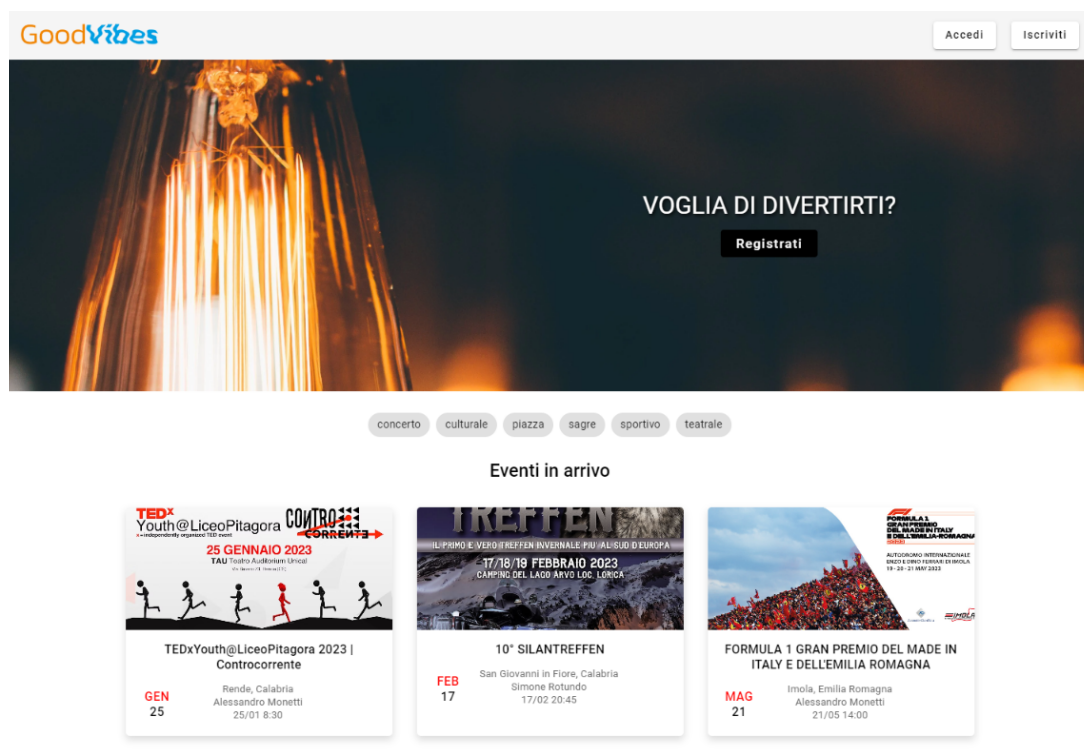 GoodVibes
Accedi
Iscriviti
VOGLIA DI DIVERTIRTI?
Registrati
concerto
culturale
piazza
sagre
sportivo
teatrale
Eventi in arrivo
TEDx
Youth@LiceoPitagora
x = independently organized TED event
CONTRO
CORRENTE
25 GENNAIO 2023
TAU Teatro Auditorium Unical
TEDxYouth@LiceoPitagora 2023 |
Controcorrente
GEN
25
Rende, Calabria
Alessandro Monetti
25/01 8:30
TREFFEN
IL PRIMO E VERO TREFFEN INVERNALE PIU' AL SUD D'EUROPA
17/18/19 FEBBRAIO 2023
CAMPING DEL LAGO ARVO LOC. LORICA
10° SILANTREFFEN
FEB
17
San Giovanni in Fiore, Calabria
Simone Rotundo
17/02 20:45
FORMULA 1
GRAN PREMIO
DEL MADE IN ITALY
E DELL'EMILIA-ROMAGNA
AUTODROMO INTERNAZIONALE
ENZO E DINO FERRARI DI IMOLA
19 - 20 - 21 MAY 2023
IMOLA
FORMULA 1 GRAN PREMIO DEL MADE IN
ITALY E DELL'EMILIA ROMAGNA
MAG
21
Imola, Emilia Romagna
Alessandro Monetti
21/05 14:00